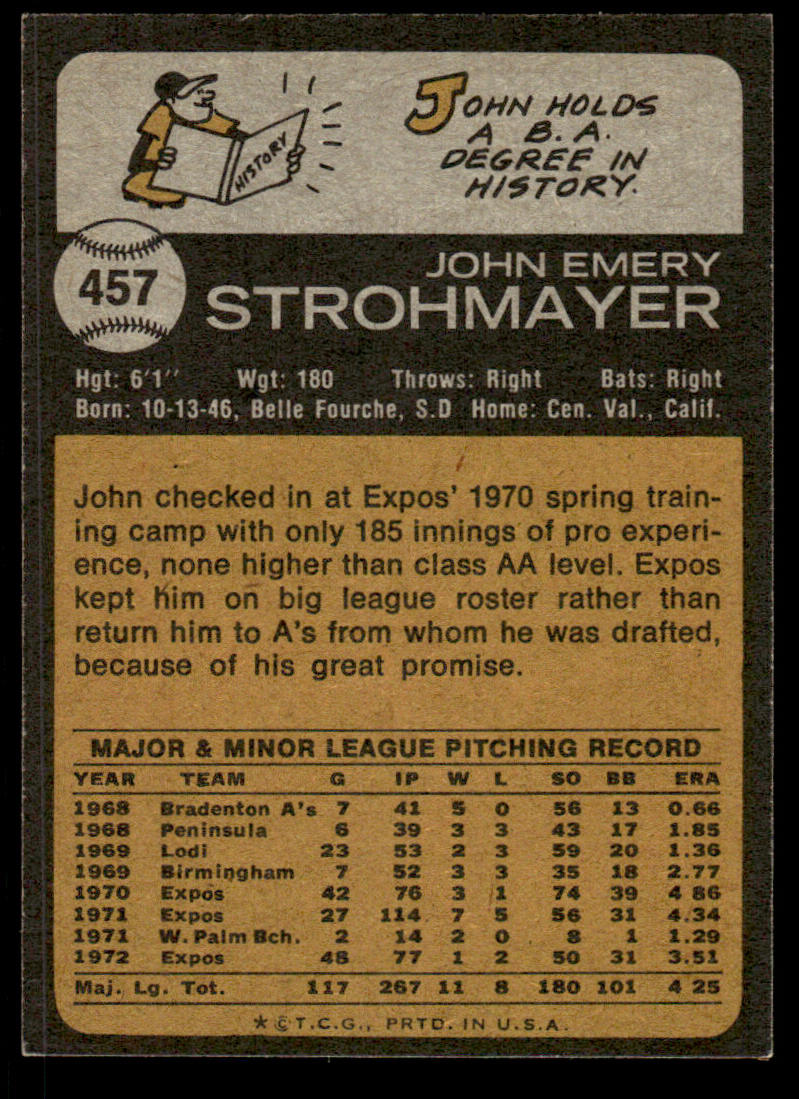 HISTORY
JOHN HOLDS
A B.A.
DEGREE IN
HISTORY.
457
JOHN EMERY
STROHMAYER
Hgt: 6'1" Wgt: 180 Throws: Right Bats: Right
Born: 10-13-46, Belle Fourche, S.D Home: Cen. Val., Calif.
John checked in at Expos' 1970 spring train-
ing camp with only 185 innings of pro experi-
ence, none higher than class AA level. Expos
kept him on big league roster rather than
return him to A's from whom he was drafted,
because of his great promise.
MAJOR & MINOR LEAGUE PITCHING RECORD
YEAR TEAM G IP W L SO BB ERA
1968 Bradenton A's 7 41 5 0 56 13 0.66
1968 Peninsula 6 39 3 3 43 17 1.85
1969 Lodi 23 53 2 3 59 20 1.36
1969 Birmingham 7 52 3 3 35 18 2.77
1970 Expos 42 76 3 1 74 39 4 86
1971 Expos 27 114 7 5 56 31 4.34
1971 W. Palm Bch. 2 14 2 0 8 1 1.29
1972 Expos 48 77 1 2 50 31 3.51
Maj. Lg. Tot. 117 267 11 8 180 101 4 25
*©T.C.G., PRTD. IN U.S.A.